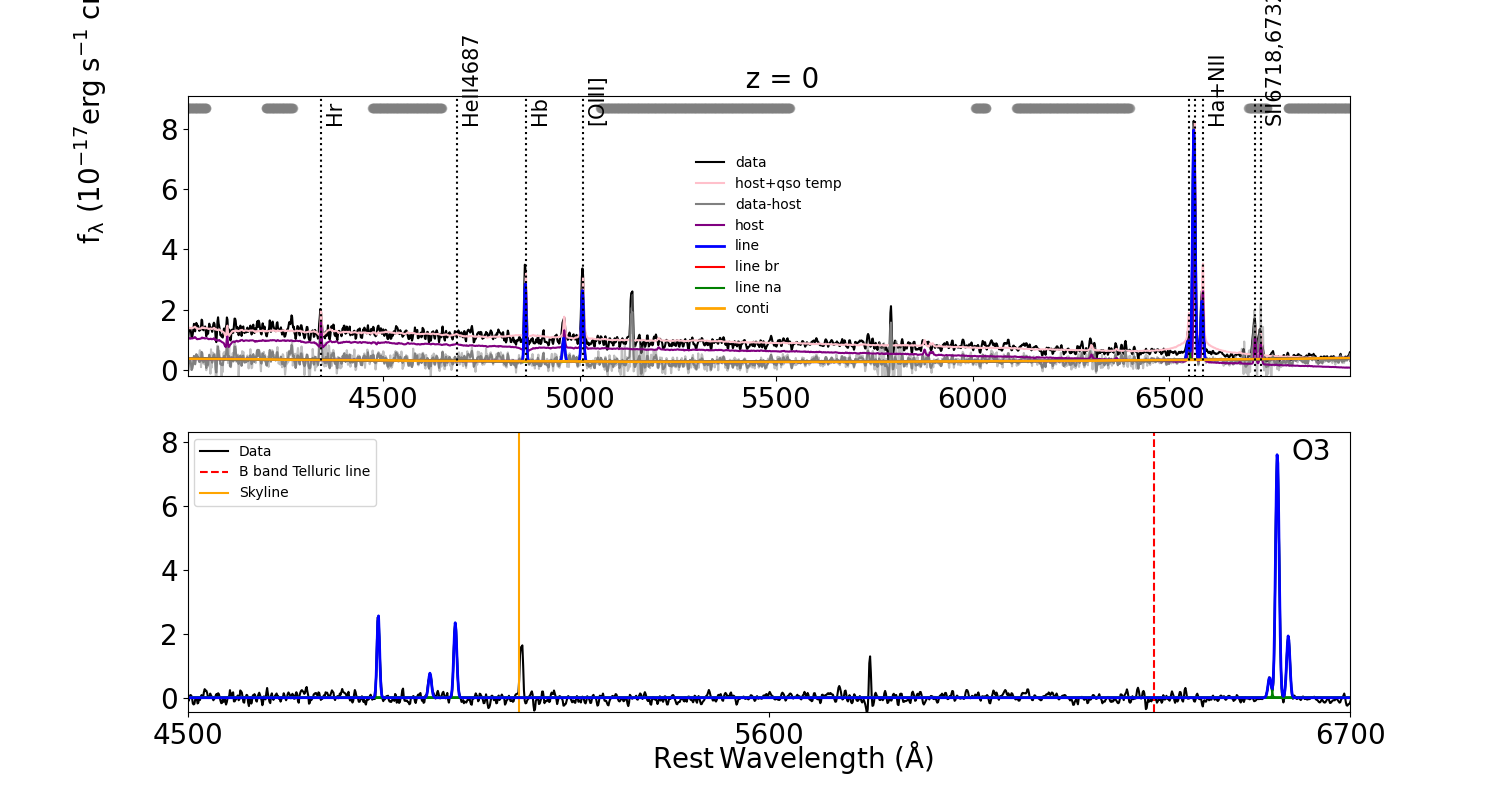 f_λ (10^−17 erg s^−1
Hr
HeII4687
Hb
[OIII]
z = 0
Ha+NII
SII6718,6732
8
6
4
2
0
data
host+qso temp
data-host
host
line
line br
line na
conti
4500
5000
5500
6000
6500
8
6
4
2
0
Data
B band Telluric line
Skyline
O3
4500
5600
6700
Rest Wavelength (Å)